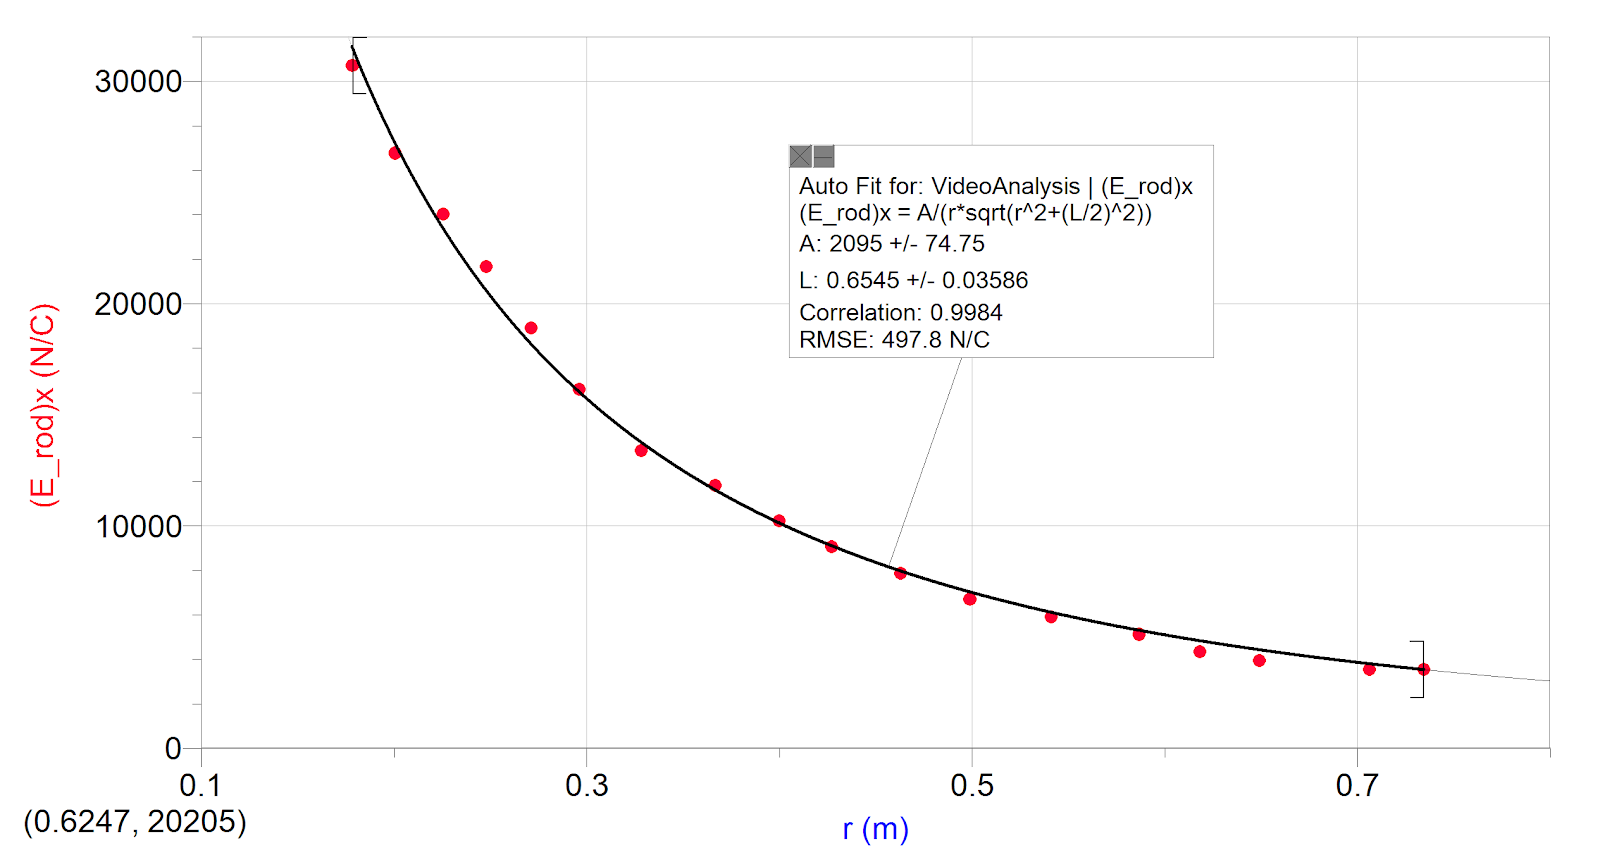 30000
20000
10000
0
(E_rod)x (N/C)
Auto Fit for: VideoAnalysis | (E_rod)x
(E_rod)x = A/(r*sqrt(r^2+(L/2)^2))
A: 2095 +/- 74.75
L: 0.6545 +/- 0.03586
Correlation: 0.9984
RMSE: 497.8 N/C
0.1 0.3 0.5 0.7
(0.6247, 20205)
r (m)